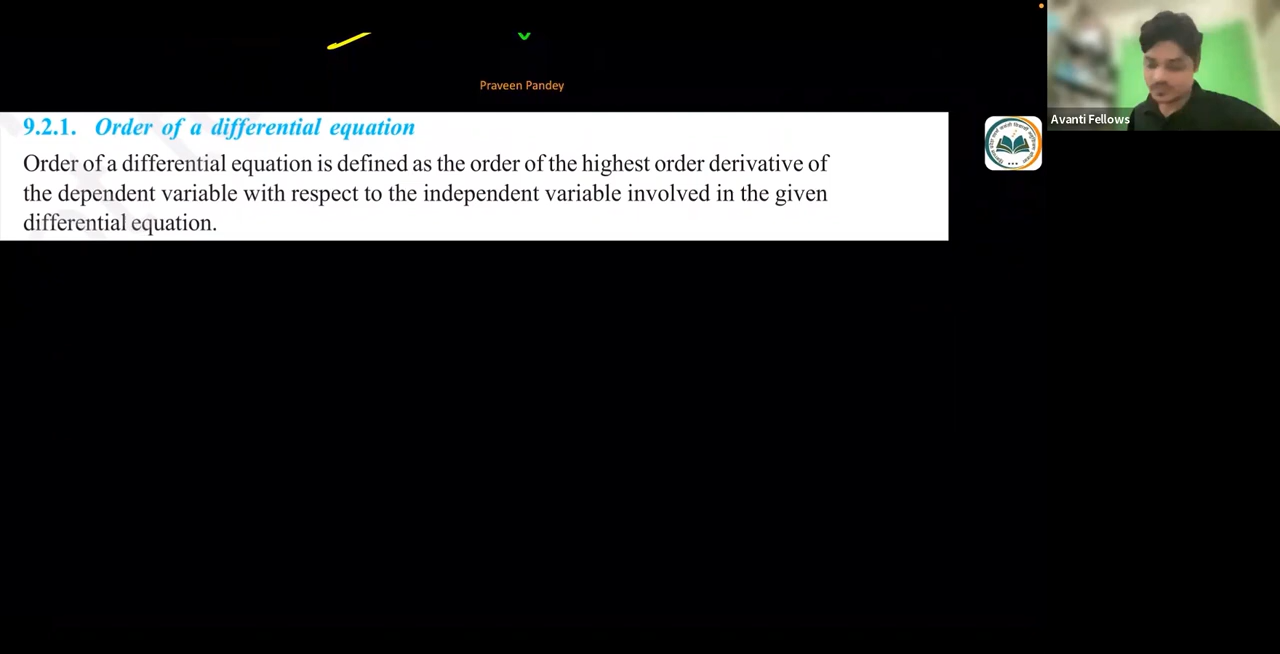 Praveen Pandey
Avanti Fellows
9.2.1. Order of a differential equation
Order of a differential equation is defined as the order of the highest order derivative of
the dependent variable with respect to the independent variable involved in the given
differential equation.